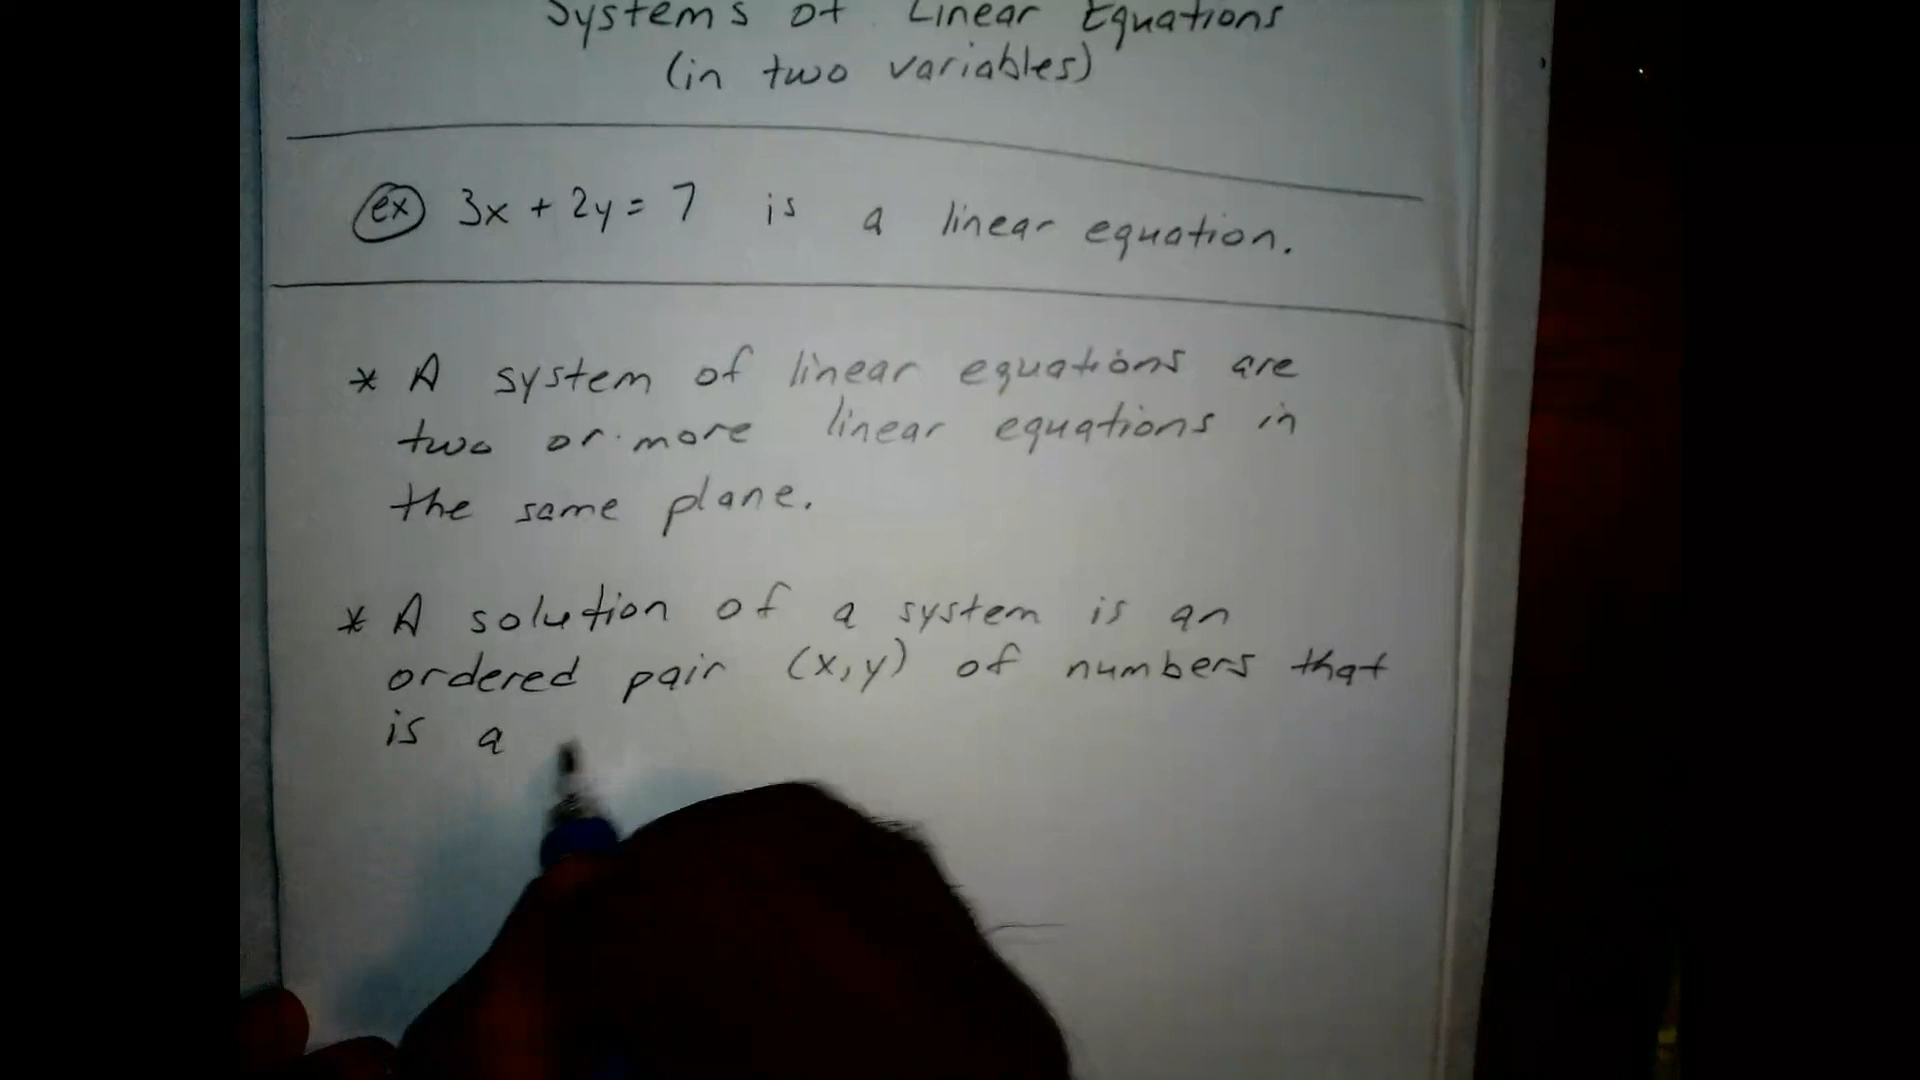 Systems of Linear Equations
(in two variables)
ex 3x + 2y = 7 is a linear equation.
* A system of linear equations are
two or more linear equations in
the same plane.
* A solution of a system is an
ordered pair (x,y) of numbers that
is a